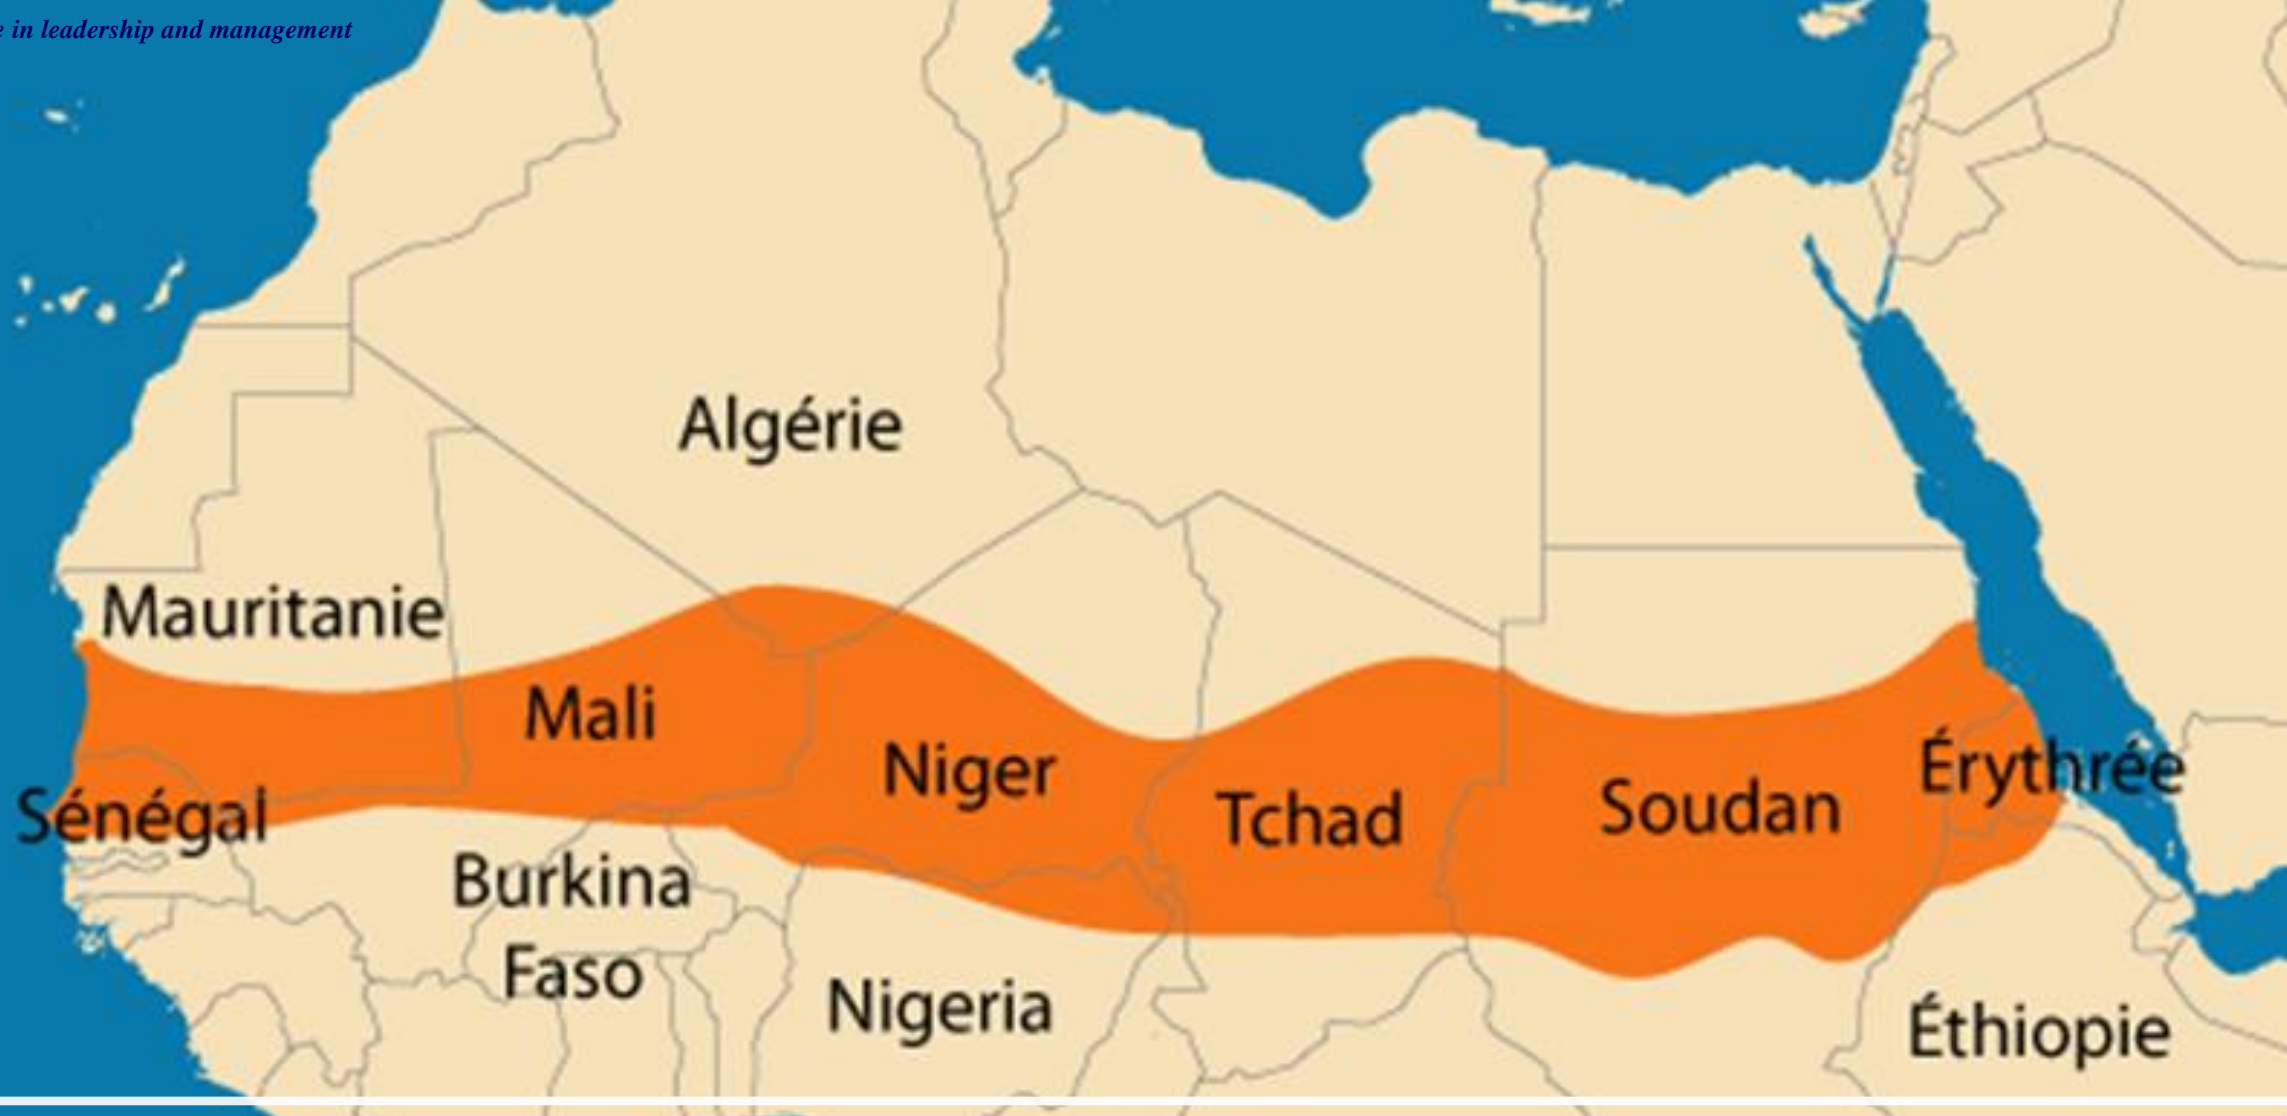 in leadership and management
Algérie
Mauritanie
Mali
Niger
Érythrée
Sénégal
Tchad
Soudan
Burkina
Faso
Nigeria
Éthiopie